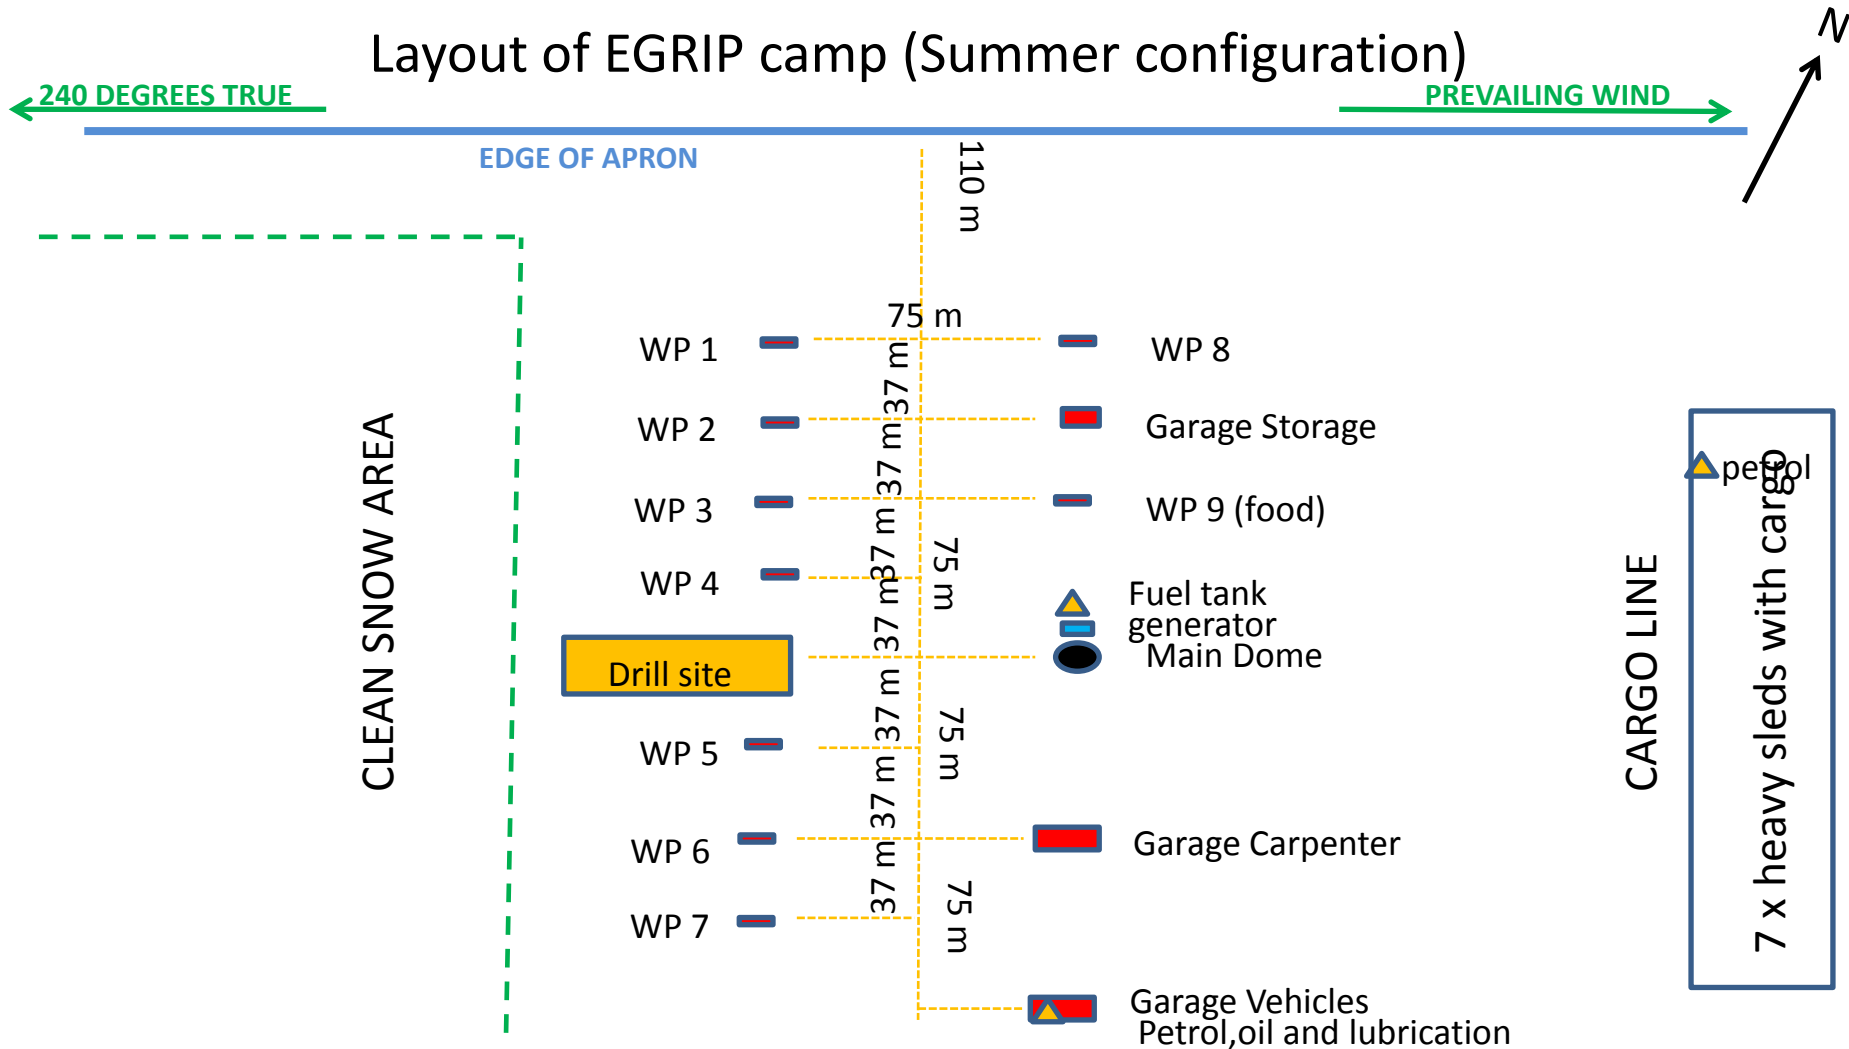 Layout of EGRIP camp (Summer configuration)
N
240 DEGREES TRUE
PREVAILING WIND
EDGE OF APRON
110 m
75 m
WP 1
WP 8
37 m
WP 2
Garage Storage
37 m
WP 3
WP 9 (food)
37 m
75 m
WP 4
Fuel tank
generator
37 m
Main Dome
Drill site
37 m
75 m
WP 5
37 m
WP 6
Garage Carpenter
37 m
75 m
WP 7
Garage Vehicles
Petrol,oil and lubrication
CLEAN SNOW AREA
CARGO LINE
petrol
7 x heavy sleds with cargo